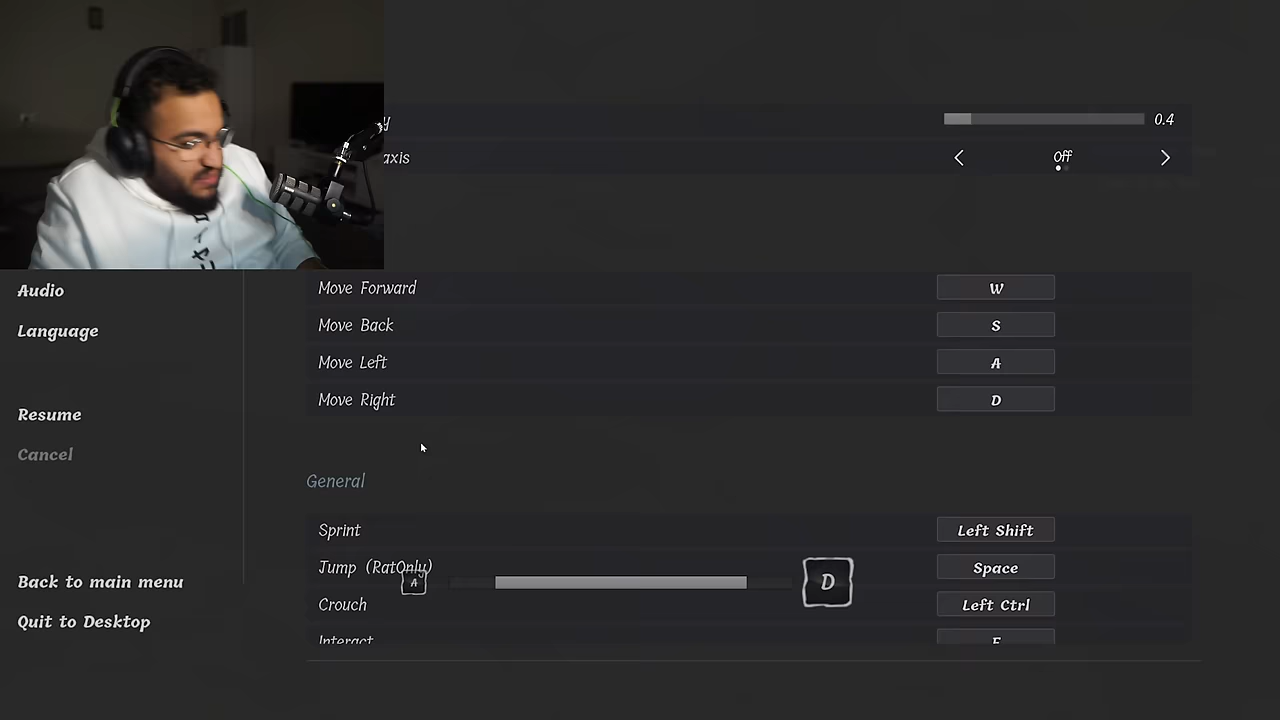 y
0.4
axis
Off
Audio
Language
Resume
Cancel
Back to main menu
Quit to Desktop
Move Forward
W
Move Back
S
Move Left
A
Move Right
D
General
Sprint
Left Shift
Jump (RatOnly)
Space
A
D
Crouch
Left Ctrl
Interact